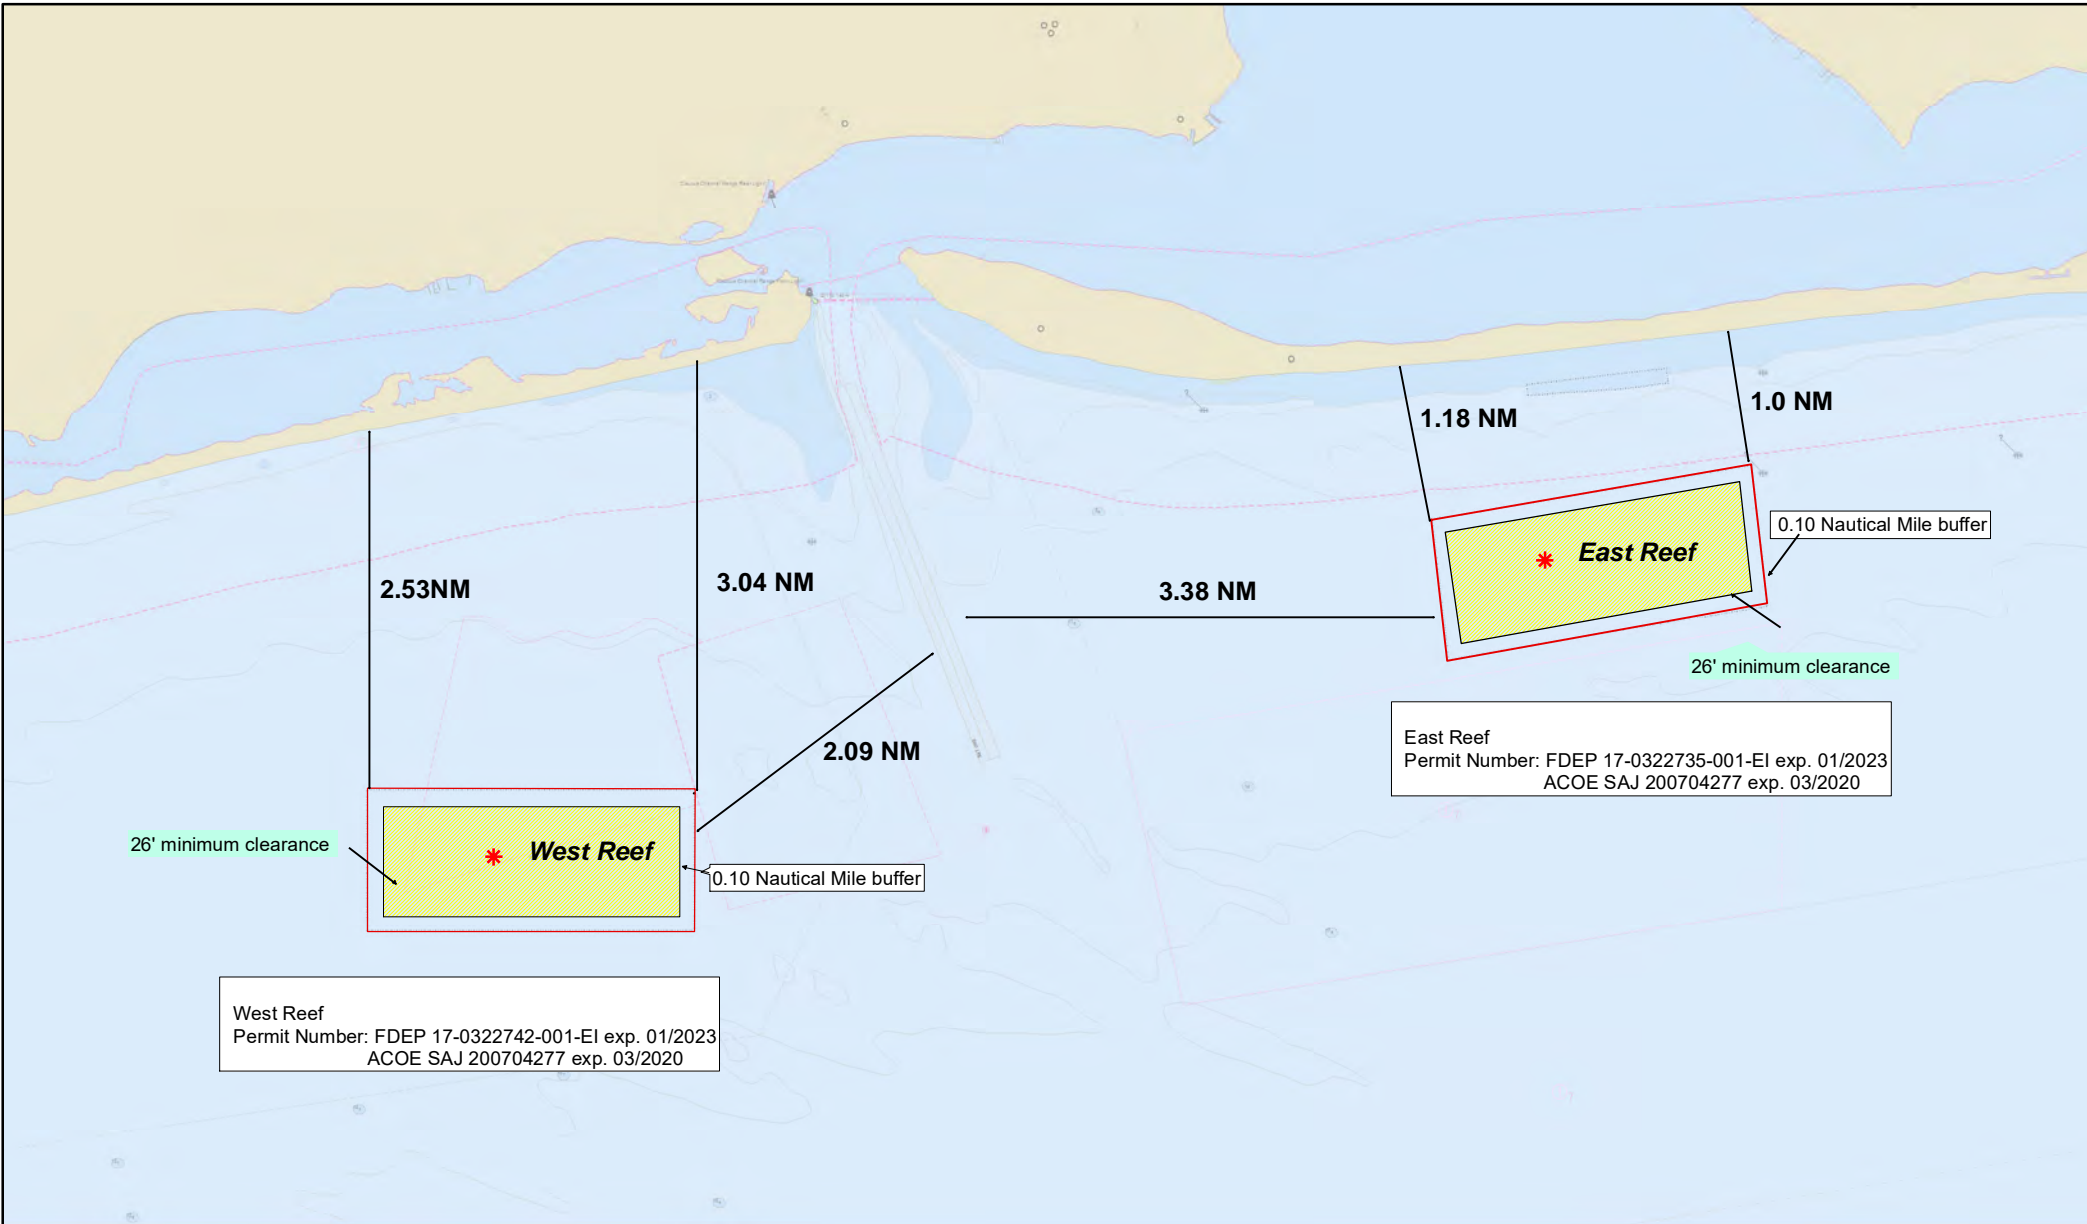 1.18 NM
1.0 NM
0.10 Nautical Mile buffer
East Reef
2.53NM
3.04 NM
3.38 NM
26' minimum clearance
2.09 NM
East Reef
Permit Number: FDEP 17-0322735-001-EI exp. 01/2023
ACOE SAJ 200704277 exp. 03/2020
26' minimum clearance
West Reef
0.10 Nautical Mile buffer
West Reef
Permit Number: FDEP 17-0322742-001-EI exp. 01/2023
ACOE SAJ 200704277 exp. 03/2020